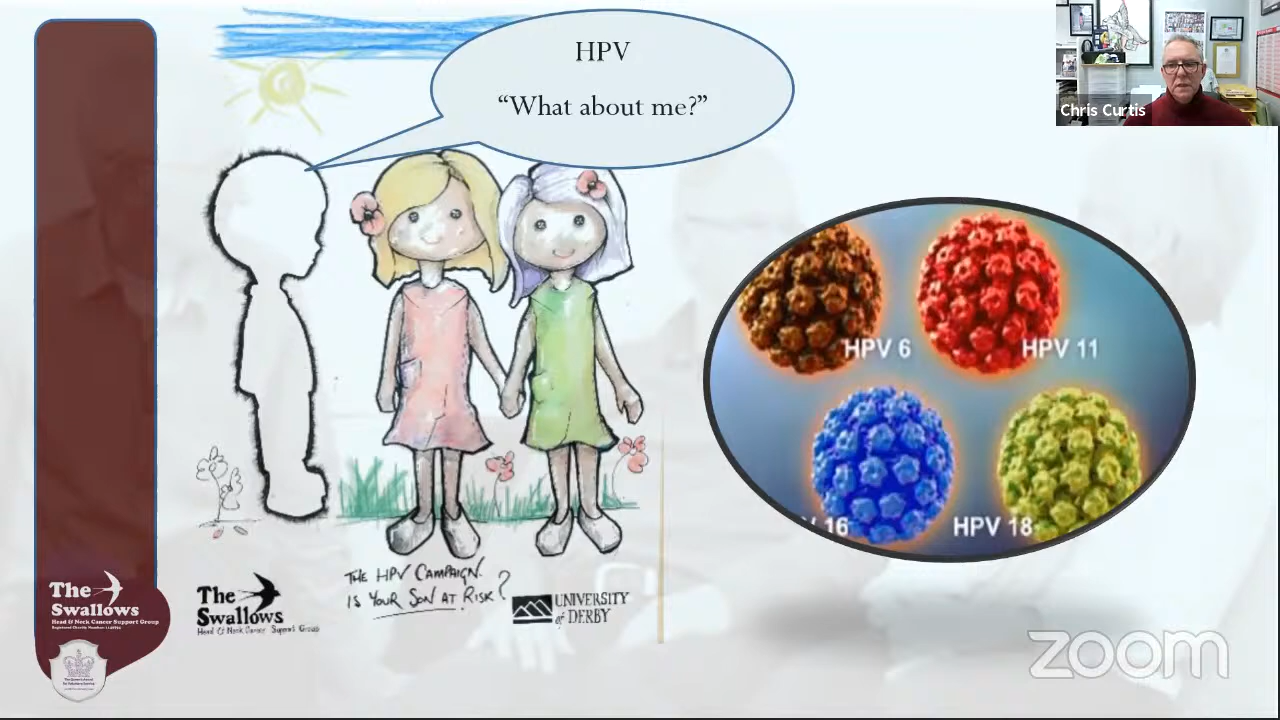 HPV
“What about me?”
Chris Curtis
HPV 6
HPV 11
16
HPV 18
THE HPV CAMPAIGN.
IS YOUR SON AT RISK?
The
Swallows
Head & Neck Cancer Support Group
UNIVERSITY
of DERBY
The
Swallows
Head & Neck Cancer Support Group
zoom